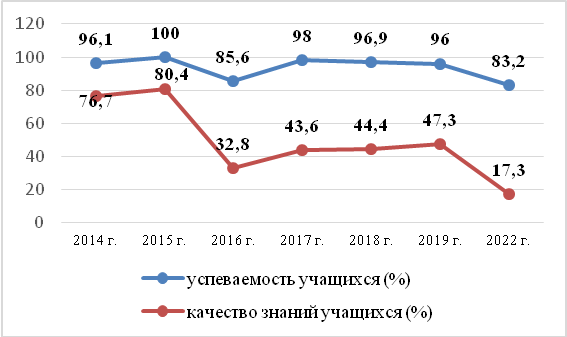 120
100
80
60
40
20
0
96,1 100 85,6 98 96,9 96 83,2
76,7 80,4 32,8 43,6 44,4 47,3 17,3
2014 г. 2015 г. 2016 г. 2017 г. 2018 г. 2019 г. 2022 г.
успеваемость учащихся (%)
качество знаний учащихся (%)